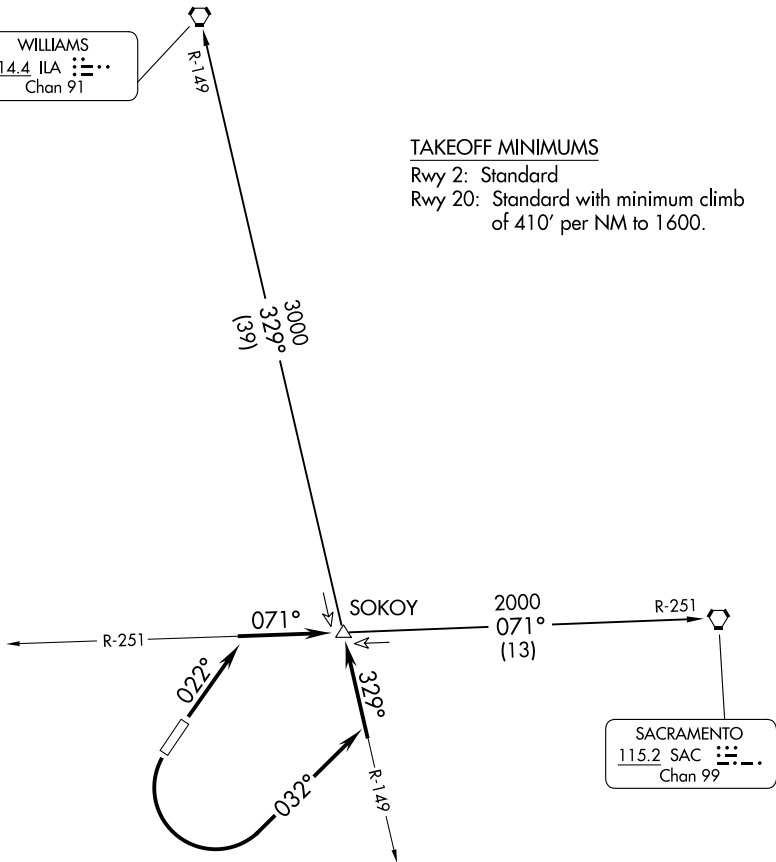 WILLIAMS
14.4 ILA
Chan 91
R-149
TAKEOFF MINIMUMS
Rwy 2: Standard
Rwy 20: Standard with minimum climb
of 410' per NM to 1600.
3000
329°
(39)
SOKOY
071°
R-251
2000
071°
(13)
R-251
022°
329°
032°
R-149
SACRAMENTO
115.2 SAC
Chan 99